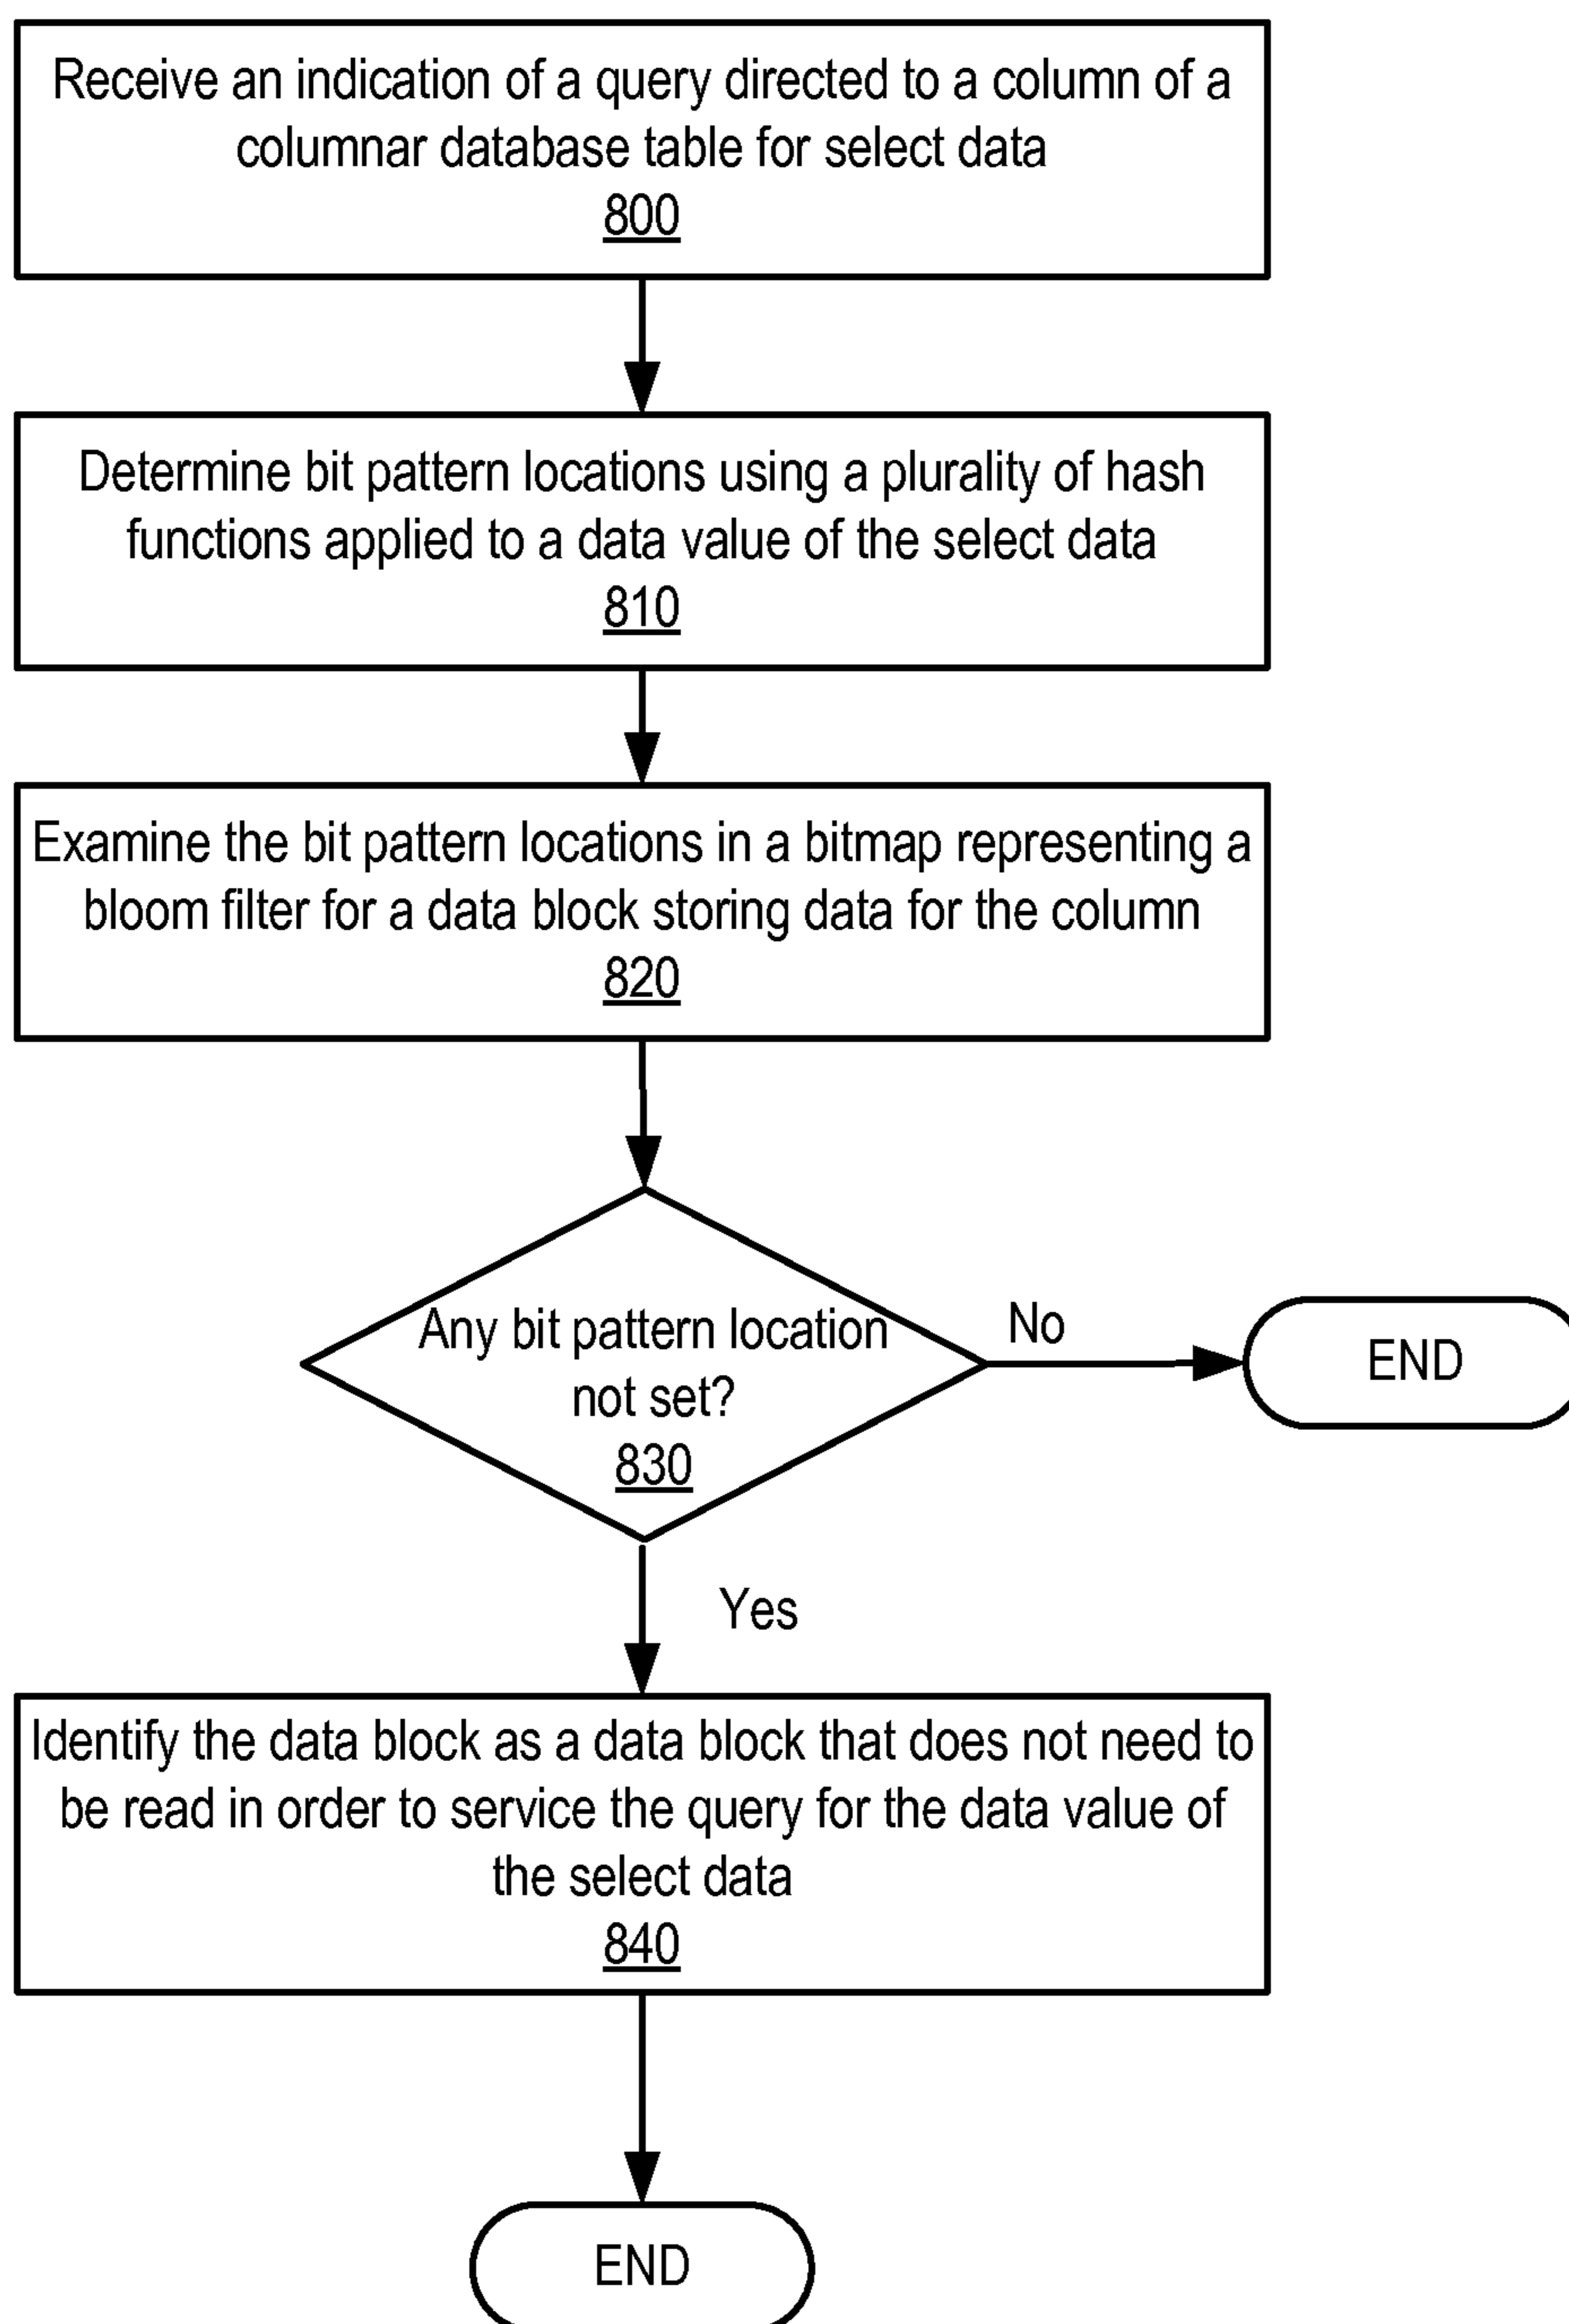 Receive an indication of a query directed to a column of a
columnar database table for select data
800
Determine bit pattern locations using a plurality of hash
functions applied to a data value of the select data
810
Examine the bit pattern locations in a bitmap representing a
bloom filter for a data block storing data for the column
820
Any bit pattern location
not set?
830
No
END
Yes
Identify the data block as a data block that does not need to
be read in order to service the query for the data value of
the select data
840
END